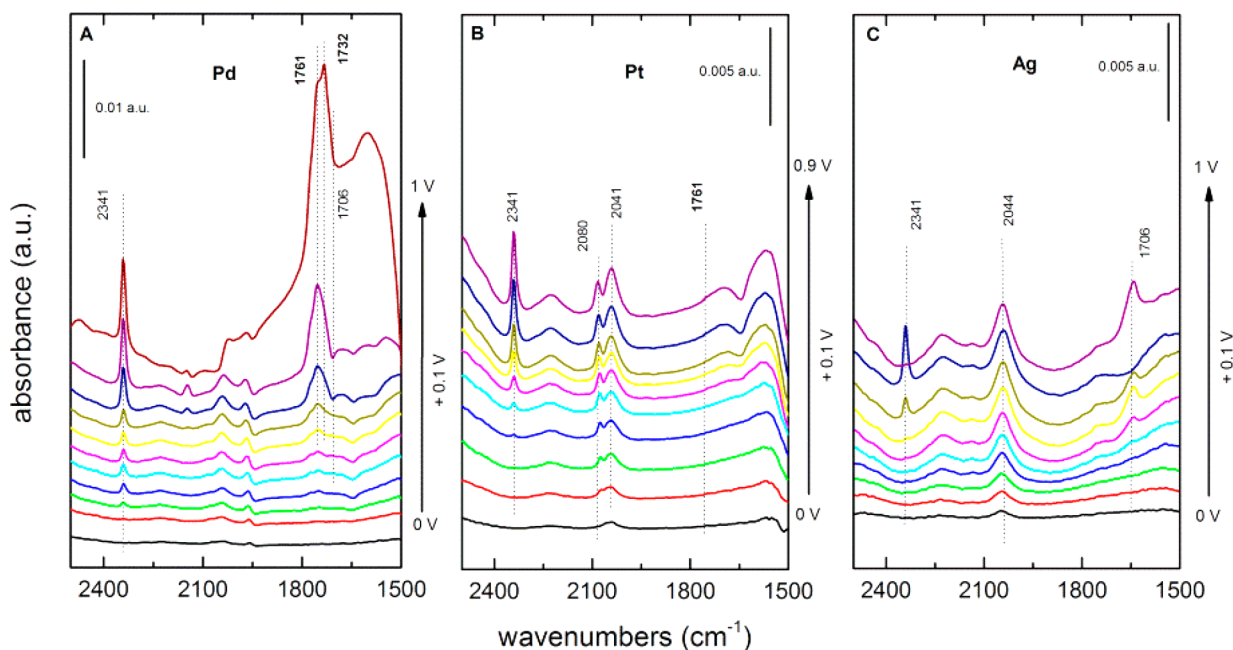 absorbance (a.u.)
A
Pd
0.01 a.u.
2341
1761
1732
1706
1 V
+ 0.1 V
0 V
2400
2100
1800
1500
B
Pt
0.005 a.u.
2341
2080
2041
1761
0.9 V
+ 0.1 V
0 V
2400
2100
1800
1500
C
Ag
0.005 a.u.
2341
2044
1706
1 V
+ 0.1 V
0 V
2400
2100
1800
1500
wavenumbers (cm⁻¹)